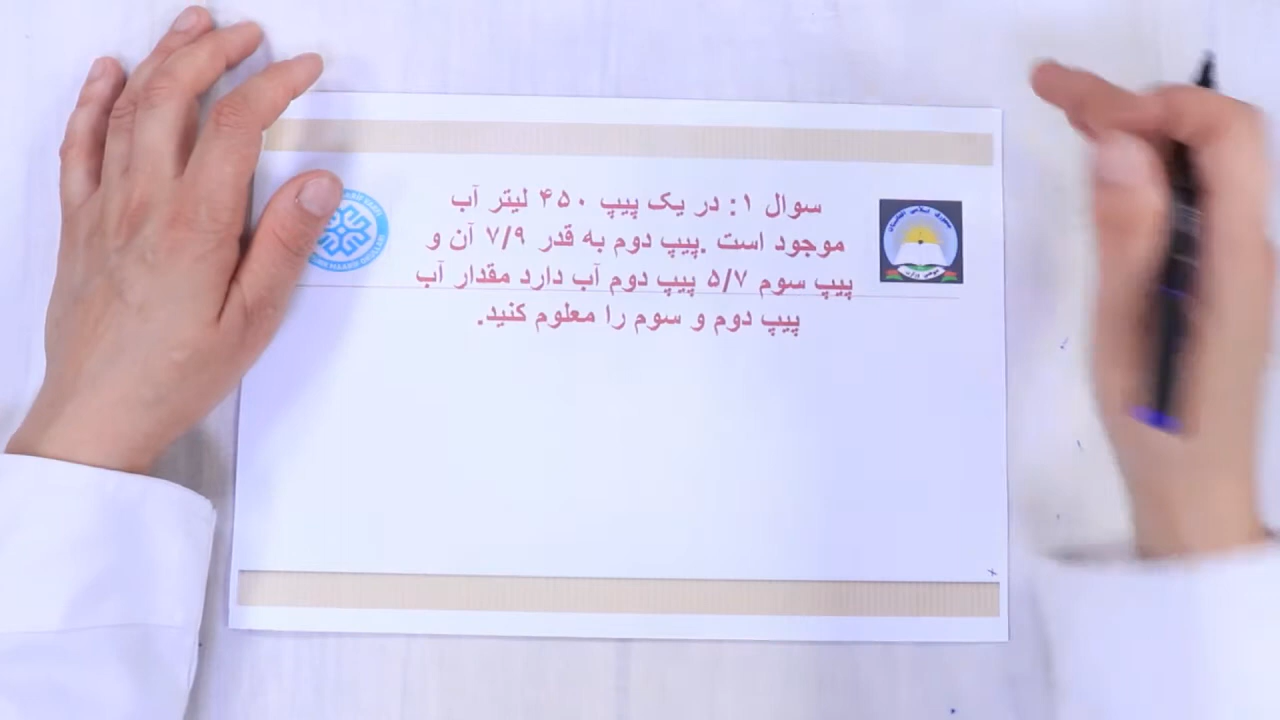 سوال ۱: در یک پیپ ۴۵۰ لیتر آب
موجود است .پیپ دوم به قدر ۷/۹ آن و
پیپ سوم ۵/۷ پیپ دوم آب دارد مقدار آب
پیپ دوم و سوم را معلوم کنید.